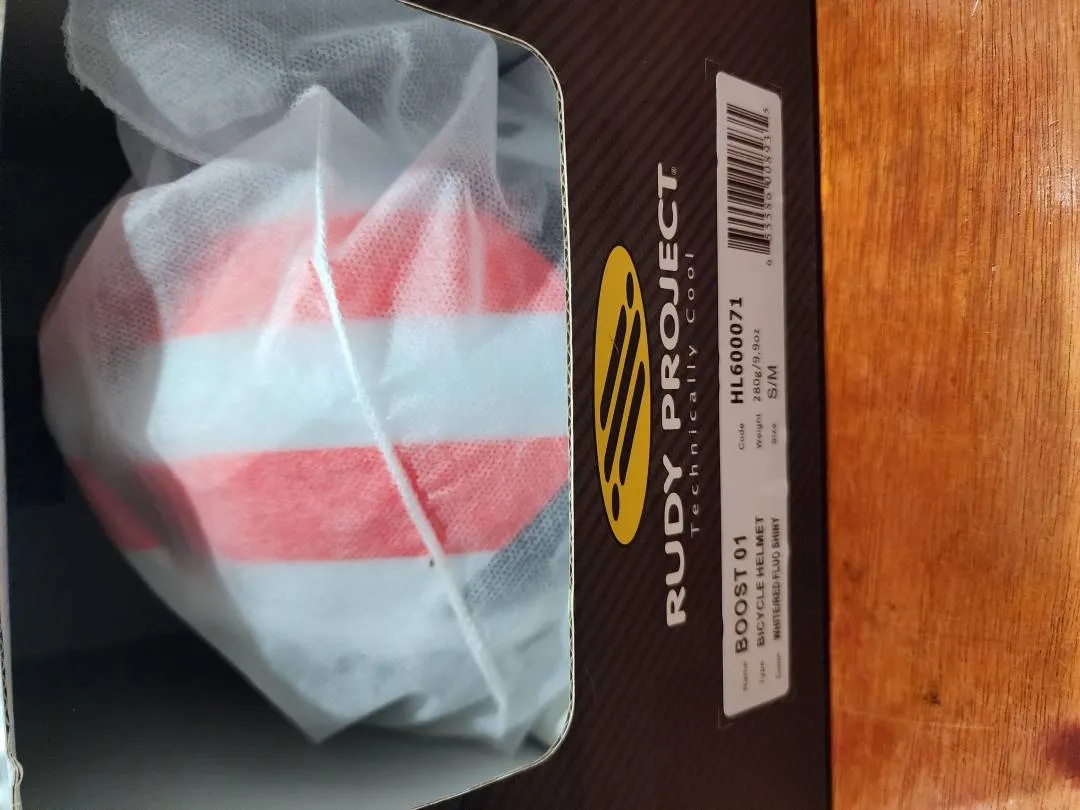 RUDY PROJECT®
Technically Cool
Name BOOST 01
Type BICYCLE HELMET
Colour WHITE/RED FLUO SHINY
Code HL600071
Weight 280g/9,9oz
Size S/M